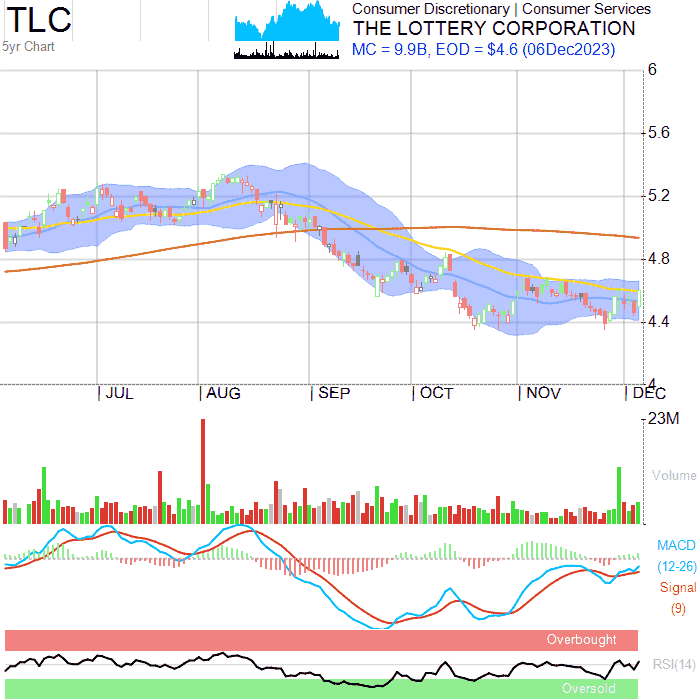 TLC
5yr Chart
Consumer Discretionary | Consumer Services
THE LOTTERY CORPORATION
MC = 9.9B, EOD = $4.6 (06Dec2023)
6
5.6
5.2
4.8
4.4
4
JUL AUG SEP OCT NOV DEC
23M
Volume
MACD
(12-26)
Signal
(9)
Overbought
RSI(14)
Oversold